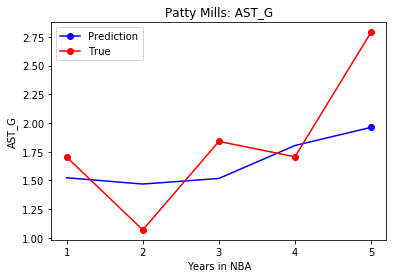 Patty Mills: AST_G
Prediction
True
2.75
2.50
2.25
2.00
1.75
1.50
1.25
1.00
AST_G
1 2 3 4 5
Years in NBA